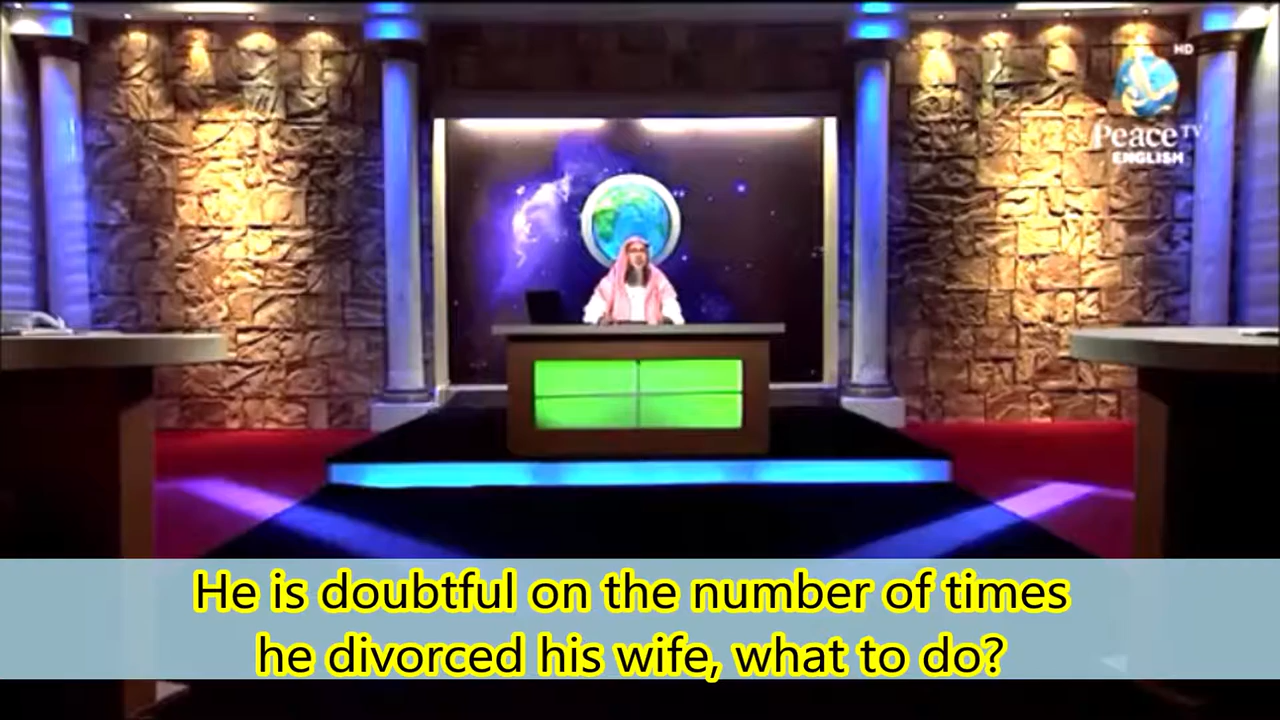 HD
Peace TV
ENGLISH
He is doubtful on the number of times
he divorced his wife, what to do?